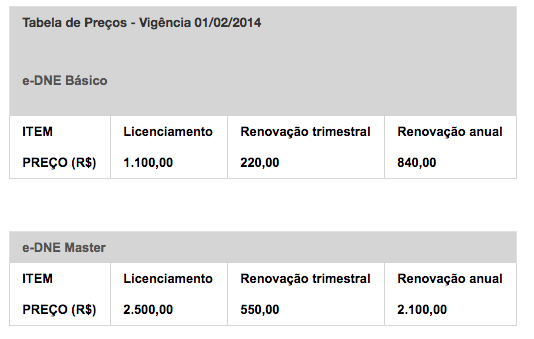 Tabela de Preços - Vigência 01/02/2014
e-DNE Básico
ITEM Licenciamento Renovação trimestral Renovação anual
PREÇO (R$) 1.100,00 220,00 840,00
e-DNE Master
ITEM Licenciamento Renovação trimestral Renovação anual
PREÇO (R$) 2.500,00 550,00 2.100,00